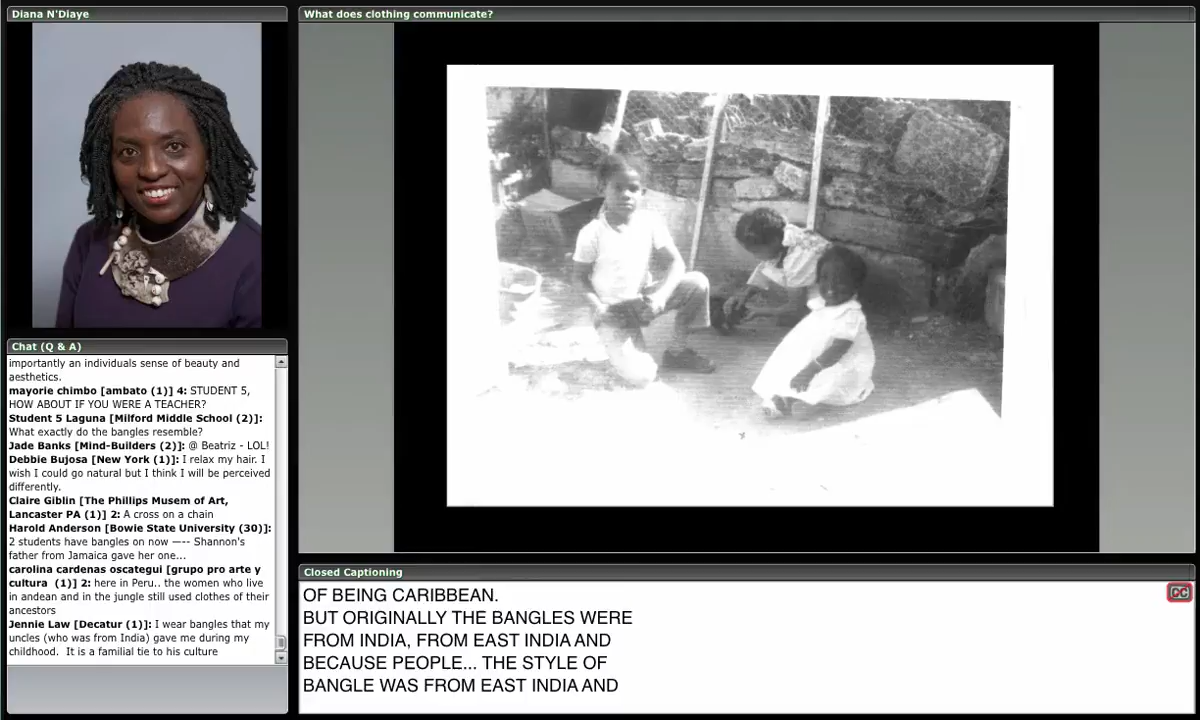 Diana N'Diaye
What does clothing communicate?
Chat (Q & A)
importantly an individuals sense of beauty and
aesthetics.
mayorie chimbo [ambato (1)] 4: STUDENT 5,
HOW ABOUT IF YOU WERE A TEACHER?
Student 5 Laguna [Milford Middle School (2)]:
What exactly do the bangles resemble?
Jade Banks [Mind-Builders (2)]: @ Beatriz - LOL!
Debbie Bujosa [New York (1)]: I relax my hair. I
wish I could go natural but I think I will be perceived
differently.
Claire Giblin [The Phillips Musem of Art,
Lancaster PA (1)] 2: A cross on a chain
Harold Anderson [Bowie State University (30)]:
2 students have bangles on now —-- Shannon's
father from Jamaica gave her one...
carolina cardenas oscategui [grupo pro arte y
cultura (1)] 2: here in Peru.. the women who live
in andean and in the jungle still used clothes of their
ancestors
Jennie Law [Decatur (1)]: I wear bangles that my
uncles (who was from India) gave me during my
childhood. It is a familial tie to his culture
Closed Captioning
CC
OF BEING CARIBBEAN.
BUT ORIGINALLY THE BANGLES WERE
FROM INDIA, FROM EAST INDIA AND
BECAUSE PEOPLE... THE STYLE OF
BANGLE WAS FROM EAST INDIA AND